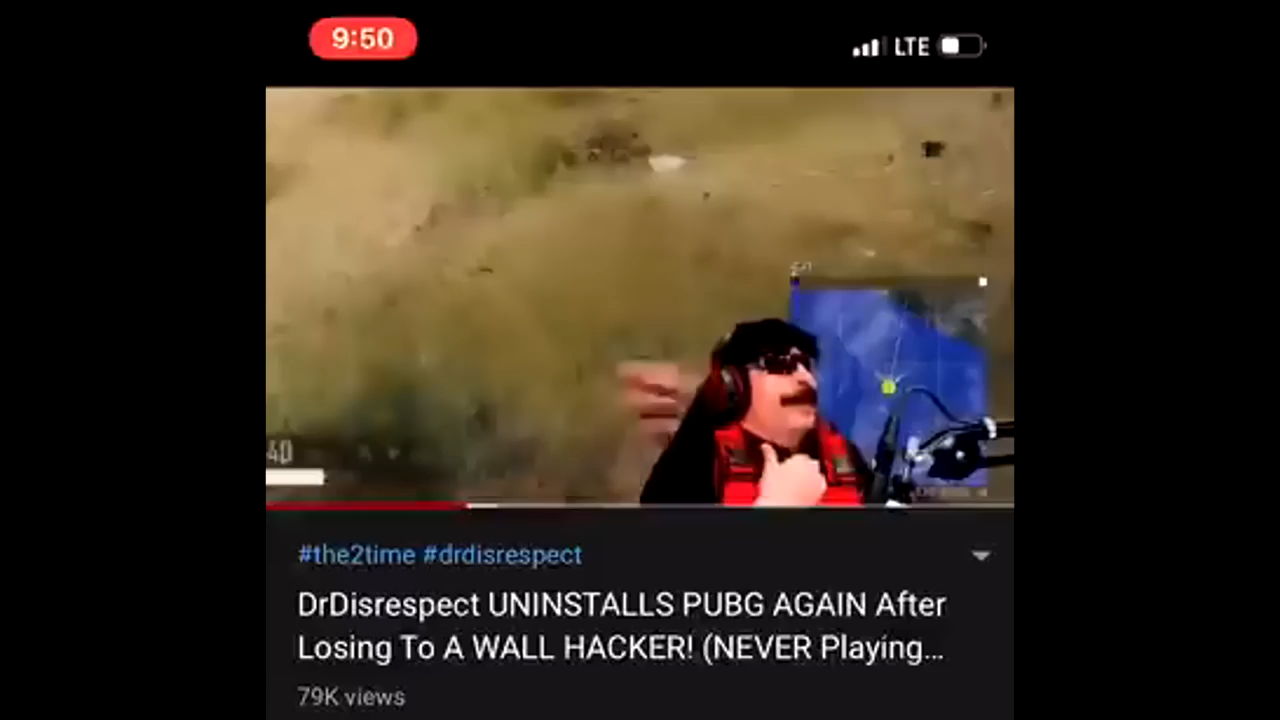 9:50
LTE
40
#the2time #drdisrespect
DrDisrespect UNINSTALLS PUBG AGAIN After
Losing To A WALL HACKER! (NEVER Playing...
79K views